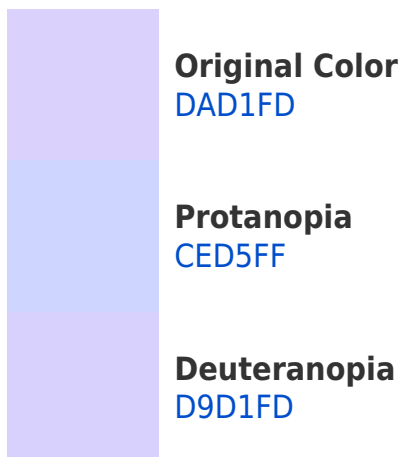 Original Color
DAD1FD
Protanopia
CED5FF
Deuteranopia
D9D1FD